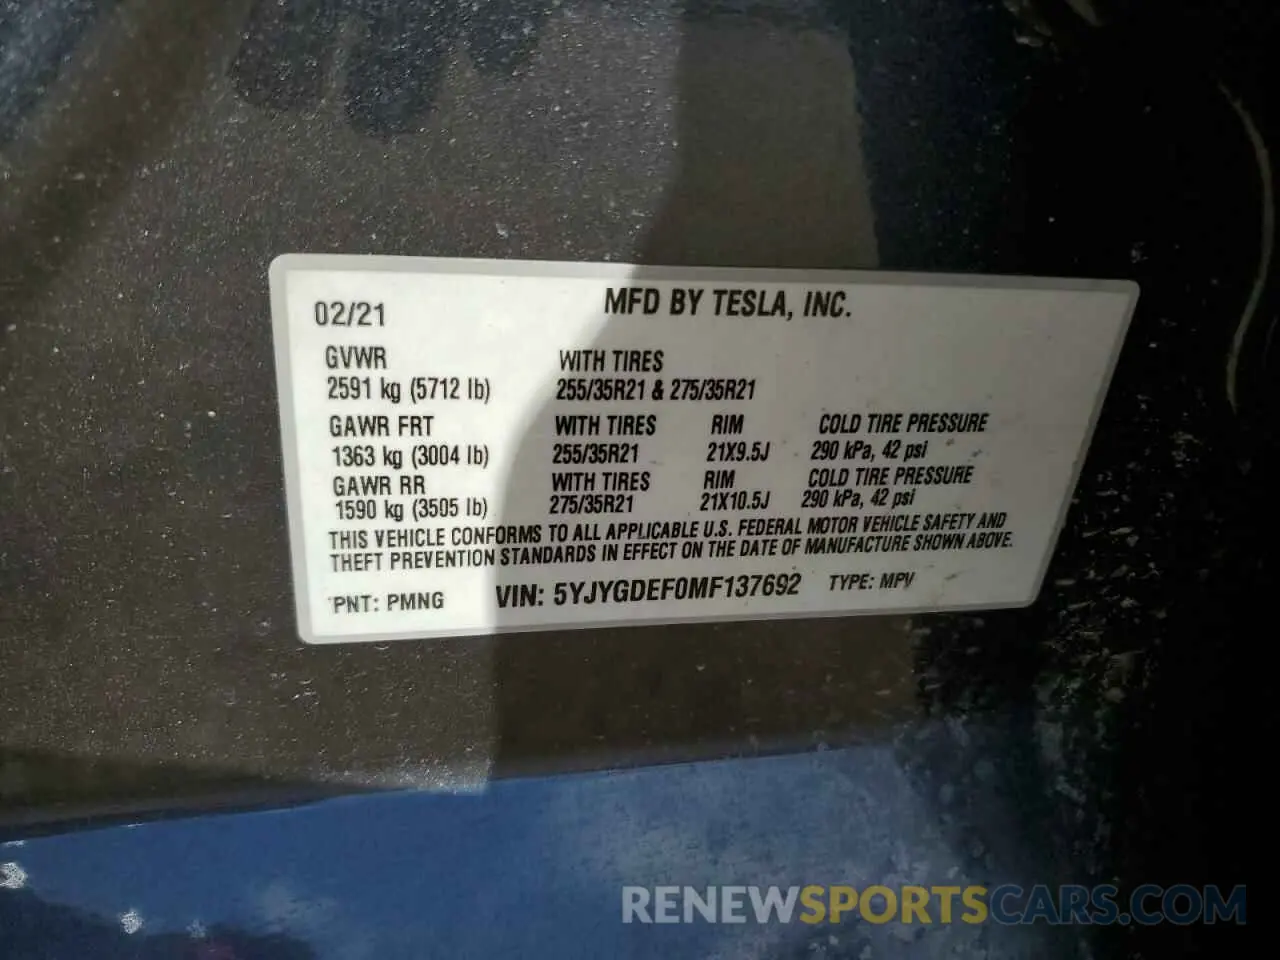 02/21 MFD BY TESLA, INC.
GVWR WITH TIRES
2591 kg (5712 lb) 255/35R21 & 275/35R21
GAWR FRT WITH TIRES RIM COLD TIRE PRESSURE
1363 kg (3004 lb) 255/35R21 21X9.5J 290 kPa, 42 psi
GAWR RR WITH TIRES RIM COLD TIRE PRESSURE
1590 kg (3505 lb) 275/35R21 21X10.5J 290 kPa, 42 psi
THIS VEHICLE CONFORMS TO ALL APPLICABLE U.S. FEDERAL MOTOR VEHICLE SAFETY AND
THEFT PREVENTION STANDARDS IN EFFECT ON THE DATE OF MANUFACTURE SHOWN ABOVE.
PNT: PMNG VIN: 5YJYGDEF0MF137692 TYPE: MPV
RENEWSPORTSCARS.COM